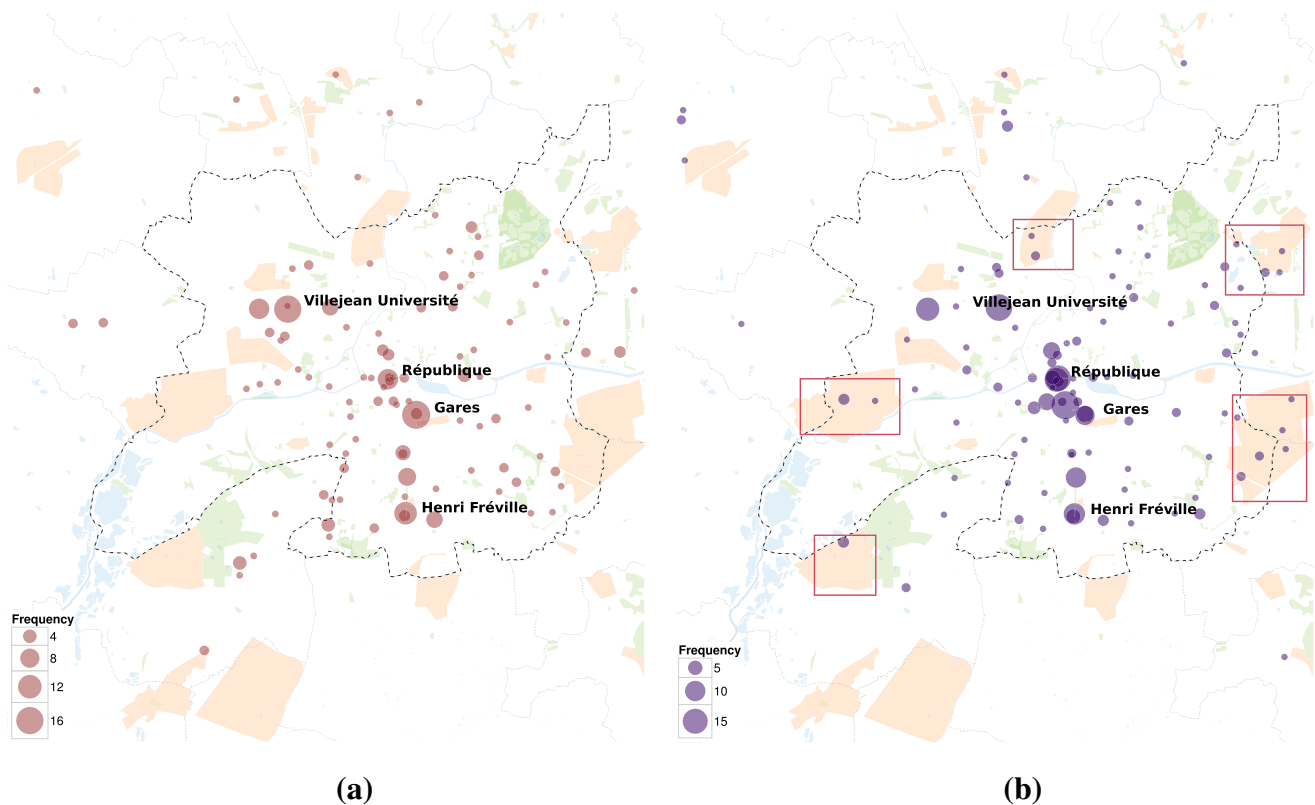 Villejean Université
République
Gares
Henri Fréville
Frequency
4
8
12
16
(a)
Villejean Université
République
Gares
Henri Fréville
Frequency
5
10
15
(b)